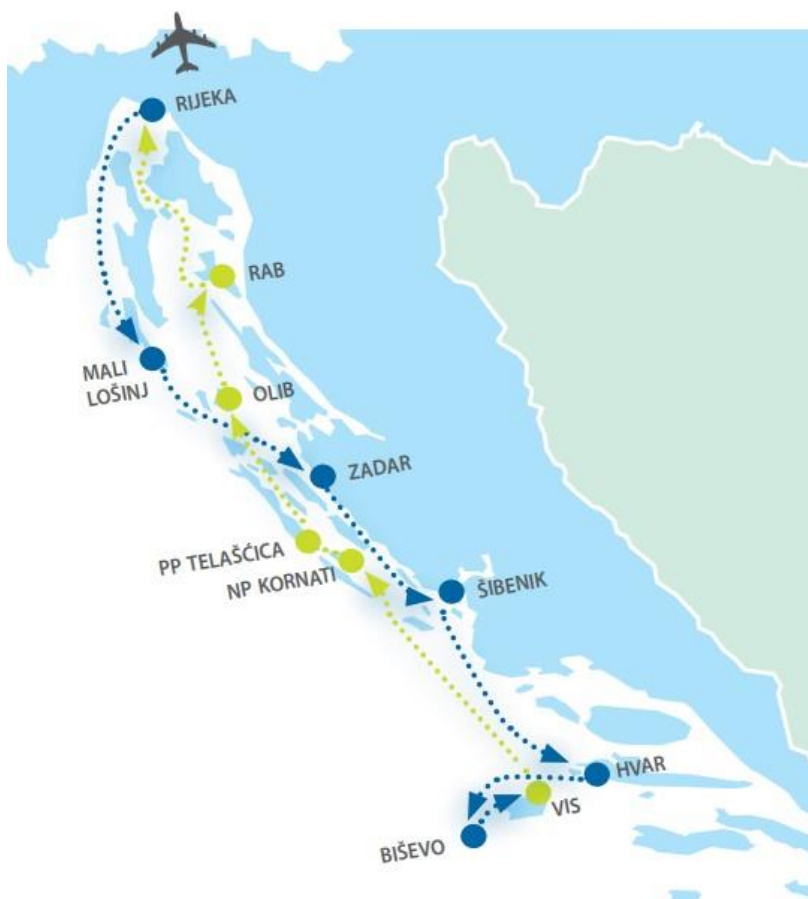 RIJEKA
RAB
MALI
LOŠINJ
OLIB
ZADAR
PP TELAŠĆICA
NP KORNATI
ŠIBENIK
HVAR
VIS
BIŠEVO